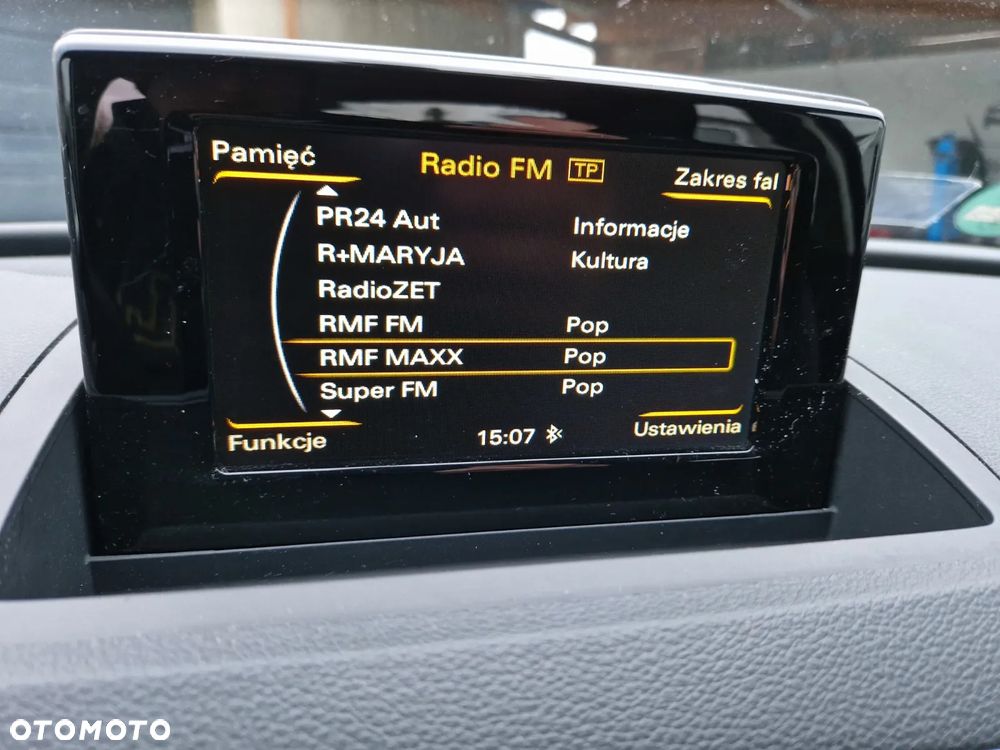 Pamięć Radio FM TP Zakres fal
PR24 Aut Informacje
R+MARYJA Kultura
RadioZET
RMF FM Pop
RMF MAXX Pop
Super FM Pop
Funkcje 15:07 Ustawienia
OTOMOTO